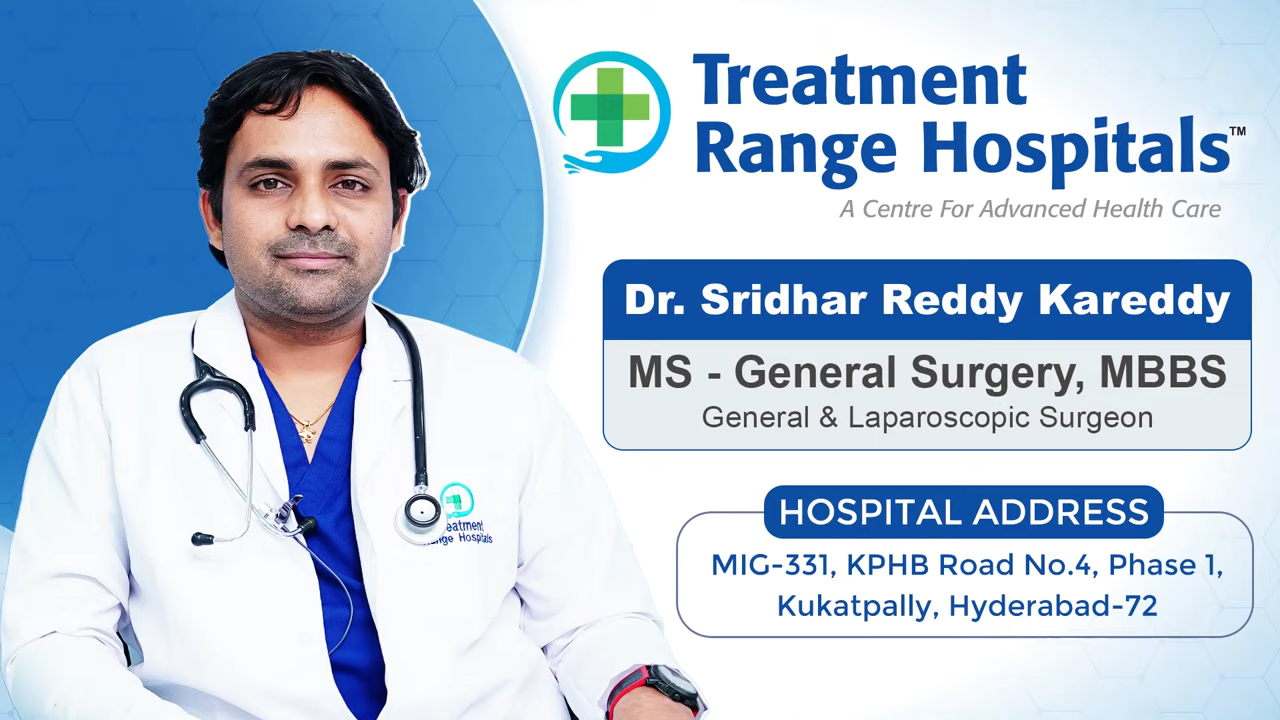 Treatment
Range Hospitals™
A Centre For Advanced Health Care
Dr. Sridhar Reddy Kareddy
MS - General Surgery, MBBS
General & Laparoscopic Surgeon
HOSPITAL ADDRESS
MIG-331, KPHB Road No.4, Phase 1,
Kukatpally, Hyderabad-72
eatment
Range Hospitals